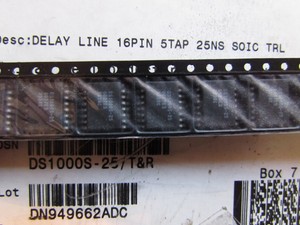 Desc:DELAY LINE 16PIN 5TAP 25NS SOIC TRL
DS1000S-25/T&R
Box 7
Lot
DN949662ADC